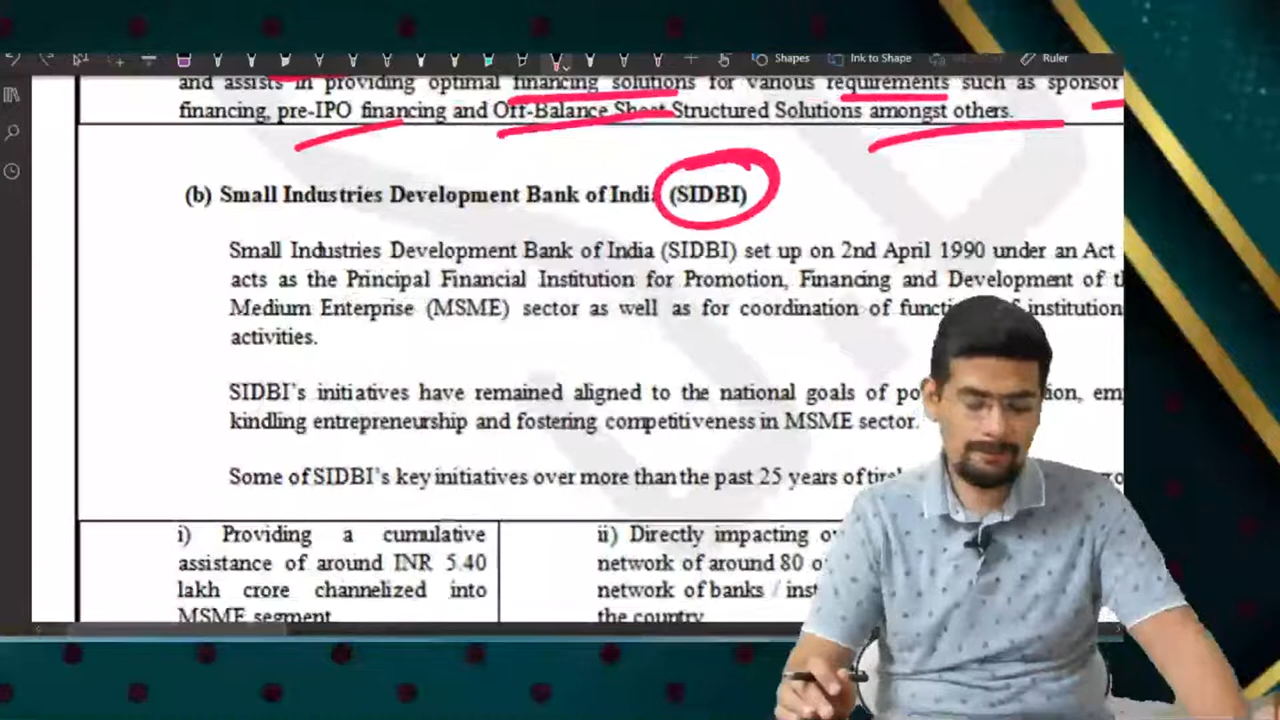 Shapes
Ink to Shape
Ruler
and assists in providing optimal financing solutions for various requirements such as sponsor
financing, pre-IPO financing and Off-Balance Sheet Structured Solutions amongst others.
(b) Small Industries Development Bank of India (SIDBI)
Small Industries Development Bank of India (SIDBI) set up on 2nd April 1990 under an Act
acts as the Principal Financial Institution for Promotion, Financing and Development of
Medium Enterprise (MSME) sector as well as for coordination of institution
activities.
SIDBI's initiatives have remained aligned to the national goals of
kindling entrepreneurship and fostering competitiveness in MSME sector.
Some of SIDBI's key initiatives over more than the past 25 years of
i) Providing a cumulative
assistance of around INR 5.40
lakh crore channelized into
MSME segment.
ii) Directly impacting
network of around 80
network of banks /
the country